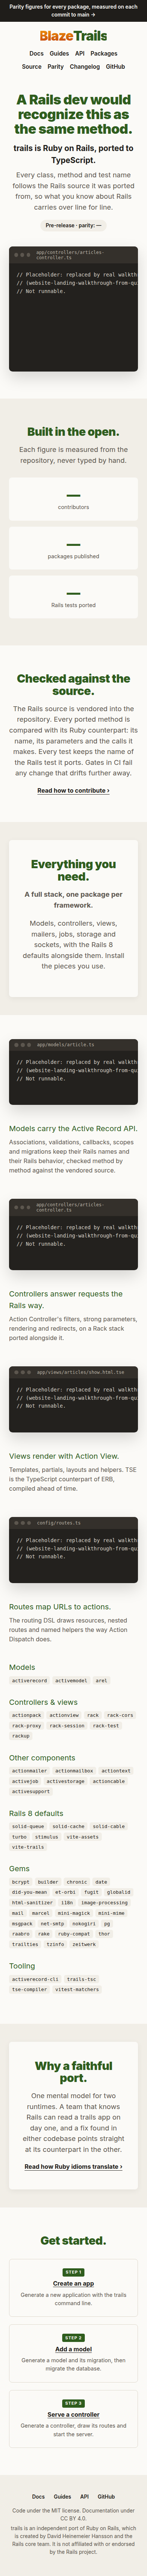 Parity figures for every package, measured on each
commit to main →
BlazeTrails
Docs Guides API Packages
Source Parity Changelog GitHub
A Rails dev would
recognize this as
the same method.
trails is Ruby on Rails, ported to
TypeScript.
Every class, method and test name
follows the Rails source it was ported
from, so what you know about Rails
carries over line for line.
Pre-release · parity: —
app/controllers/articles-
controller.ts
// Placeholder: replaced by real walkth
// (website-landing-walkthrough-from-qu
// Not runnable.
Built in the open.
Each figure is measured from the
repository, never typed by hand.
—
contributors
—
packages published
—
Rails tests ported
Checked against the
source.
The Rails source is vendored into the
repository. Every ported method is
compared with its Ruby counterpart: its
name, its parameters and the calls it
makes. Every test keeps the name of
the Rails test it ports. Gates in CI fail
any change that drifts further away.
Read how to contribute ›
Everything you
need.
A full stack, one package per
framework.
Models, controllers, views,
mailers, jobs, storage and
sockets, with the Rails 8
defaults alongside them. Install
the pieces you use.
app/models/article.ts
// Placeholder: replaced by real walkth
// (website-landing-walkthrough-from-qu
// Not runnable.
Models carry the Active Record API.
Associations, validations, callbacks, scopes
and migrations keep their Rails names and
their Rails behavior, checked method by
method against the vendored source.
app/controllers/articles-
controller.ts
// Placeholder: replaced by real walkth
// (website-landing-walkthrough-from-qu
// Not runnable.
Controllers answer requests the
Rails way.
Action Controller's filters, strong parameters,
rendering and redirects, on a Rack stack
ported alongside it.
app/views/articles/show.html.tse
// Placeholder: replaced by real walkth
// (website-landing-walkthrough-from-qu
// Not runnable.
Views render with Action View.
Templates, partials, layouts and helpers. TSE
is the TypeScript counterpart of ERB,
compiled ahead of time.
config/routes.ts
// Placeholder: replaced by real walkth
// (website-landing-walkthrough-from-qu
// Not runnable.
Routes map URLs to actions.
The routing DSL draws resources, nested
routes and named helpers the way Action
Dispatch does.
Models
activerecord activemodel arel
Controllers & views
actionpack actionview rack rack-cors
rack-proxy rack-session rack-test
rackup
Other components
actionmailer actionmailbox actiontext
activejob activestorage actioncable
activesupport
Rails 8 defaults
solid-queue solid-cache solid-cable
turbo stimulus vite-assets
vite-trails
Gems
bcrypt builder chronic date
did-you-mean et-orbi fugit globalid
html-sanitizer i18n image-processing
mail marcel mini-magick mini-mime
msgpack net-smtp nokogiri pg
raabro rake ruby-compat thor
trailties tzinfo zeitwerk
Tooling
activerecord-cli trails-tsc
tse-compiler vitest-matchers
Why a faithful
port.
One mental model for two
runtimes. A team that knows
Rails can read a trails app on
day one, and a fix found in
either codebase points straight
at its counterpart in the other.
Read how Ruby idioms translate ›
Get started.
STEP 1
Create an app
Generate a new application with the trails
command line.
STEP 2
Add a model
Generate a model and its migration, then
migrate the database.
STEP 3
Serve a controller
Generate a controller, draw its routes and
start the server.
Docs Guides API GitHub
Code under the MIT license. Documentation under
CC BY 4.0.
trails is an independent port of Ruby on Rails, which
is created by David Heinemeier Hansson and the
Rails core team. It is not affiliated with or endorsed
by the Rails project.